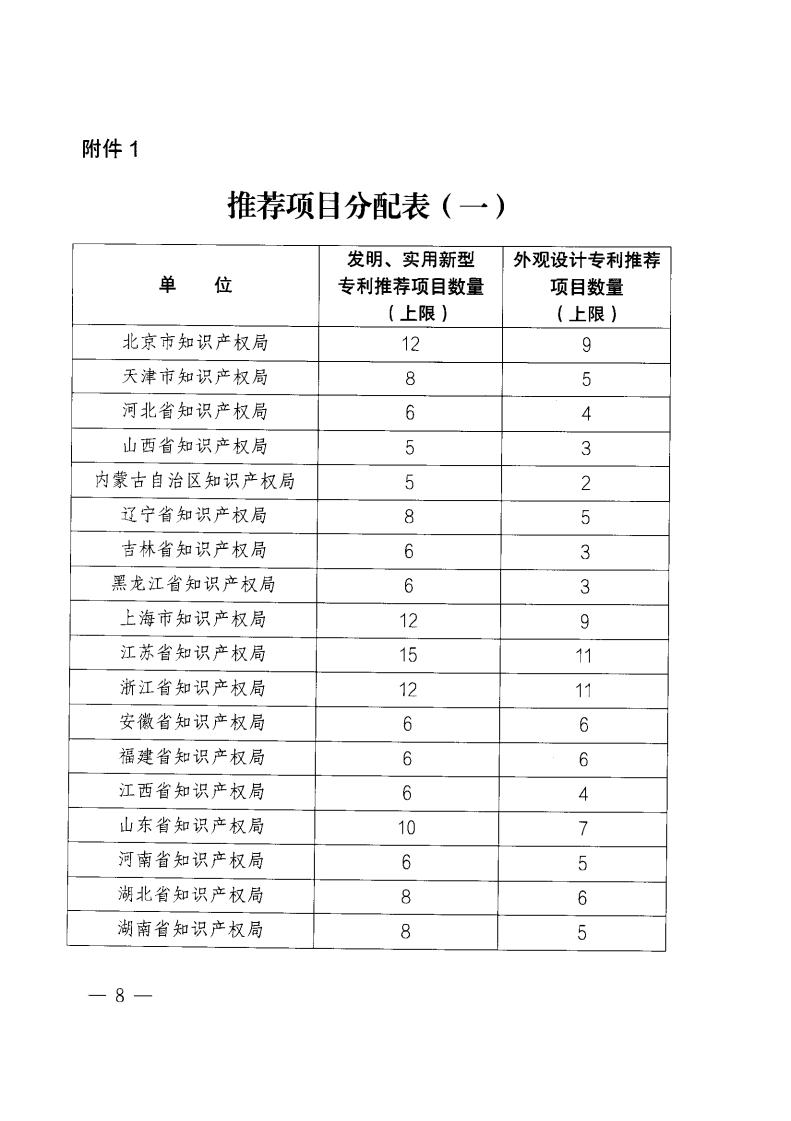 附件 1
推荐项目分配表（一）
单 位 发明、实用新型专利推荐项目数量（上限） 外观设计专利推荐项目数量（上限）
北京市知识产权局 12 9
天津市知识产权局 8 5
河北省知识产权局 6 4
山西省知识产权局 5 3
内蒙古自治区知识产权局 5 2
辽宁省知识产权局 8 5
吉林省知识产权局 6 3
黑龙江省知识产权局 6 3
上海市知识产权局 12 9
江苏省知识产权局 15 11
浙江省知识产权局 12 11
安徽省知识产权局 6 6
福建省知识产权局 6 6
江西省知识产权局 6 4
山东省知识产权局 10 7
河南省知识产权局 6 5
湖北省知识产权局 8 6
湖南省知识产权局 8 5
— 8 —